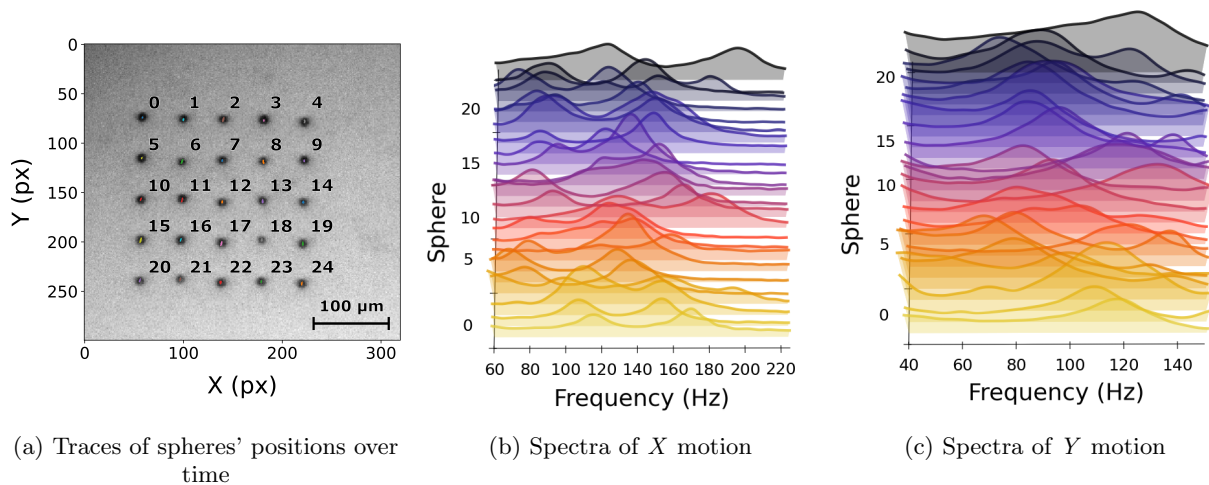 0
50
100
150
200
250
Y (px)
0 1 2 3 4
5 6 7 8 9
10 11 12 13 14
15 16 17 18 19
20 21 22 23 24
100 μm
0 100 200 300
X (px)
Sphere
20
15
10
5
0
60 80 100 120 140 160 180 200 220
Frequency (Hz)
Sphere
20
15
10
5
0
40 60 80 100 120 140
Frequency (Hz)
(a) Traces of spheres' positions over
time
(b) Spectra of X motion
(c) Spectra of Y motion